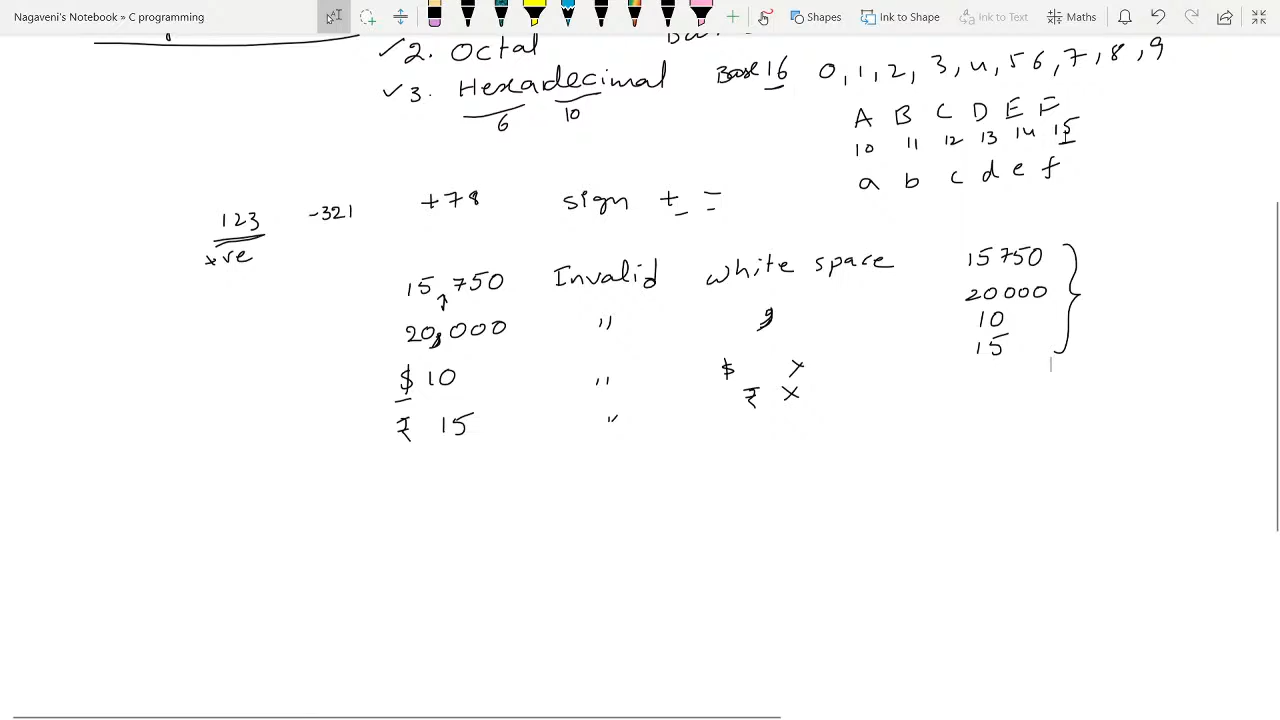 Nagaveni's Notebook » C programming
Shapes Ink to Shape Ink to Text Maths
2. Octal
3. Hexadecimal Base 16 0, 1, 2, 3, 4, 5 6, 7, 8, 9
6 10
A B C D E F
10 11 12 13 14 15
a b c d e f
123 -321 +78 sign + - =
+ve
15 750 Invalid white space 15750
20,000 " , 20000
$ 10 " $ x 10
₹ 15 " ₹ x 15